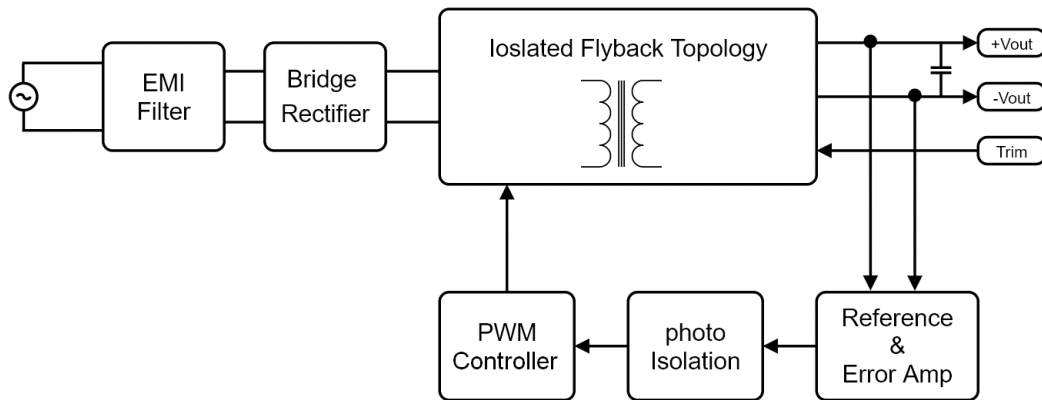 Ioslated Flyback Topology
EMI
Filter
Bridge
Rectifier
+Vout
-Vout
Trim
PWM
Controller
photo
Isolation
Reference
&
Error Amp